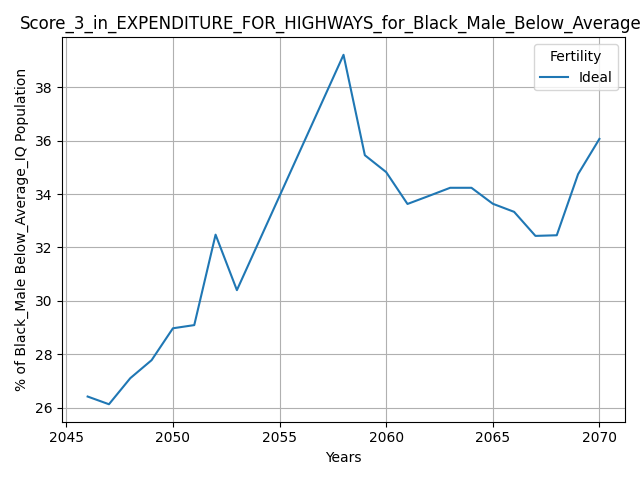 Score_3_in_EXPENDITURE_FOR_HIGHWAYS_for_Black_Male_Below_Average
Fertility
Ideal
% of Black_Male Below_Average_IQ Population
38
36
34
32
30
28
26
2045
2050
2055
2060
2065
2070
Years